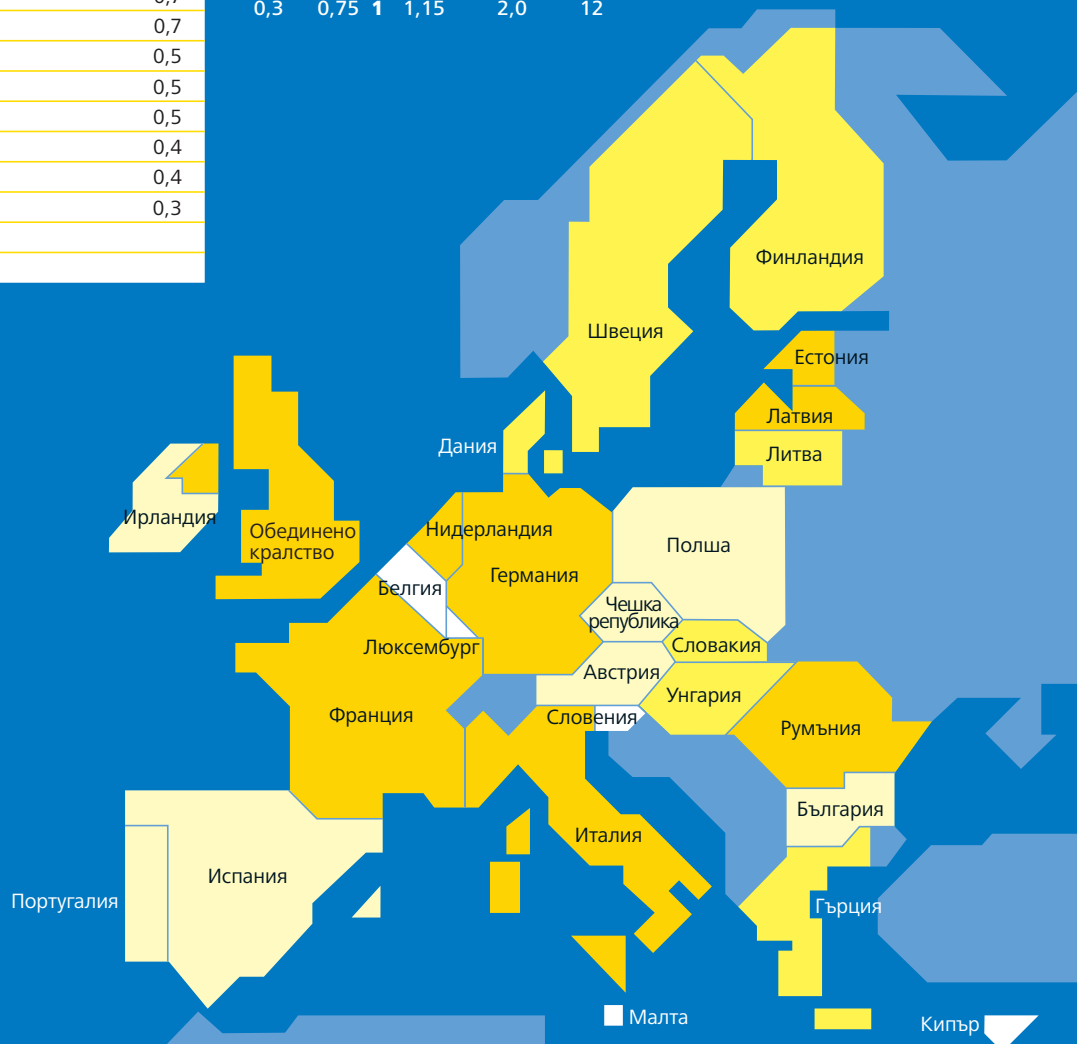 0,7
0,5
0,5
0,5
0,4
0,4
0,3
0,3 0,75 1 1,15 2,0 12
Финландия
Швеция
Естония
Латвия
Дания
Литва
Ирландия
Обединено
кралство
Нидерландия
Полша
Белгия
Германия
Чешка
република
Люксембург
Словакия
Австрия
Унгария
Франция
Словения
Румъния
България
Италия
Испания
Португалия
Гърция
Малта
Кипър